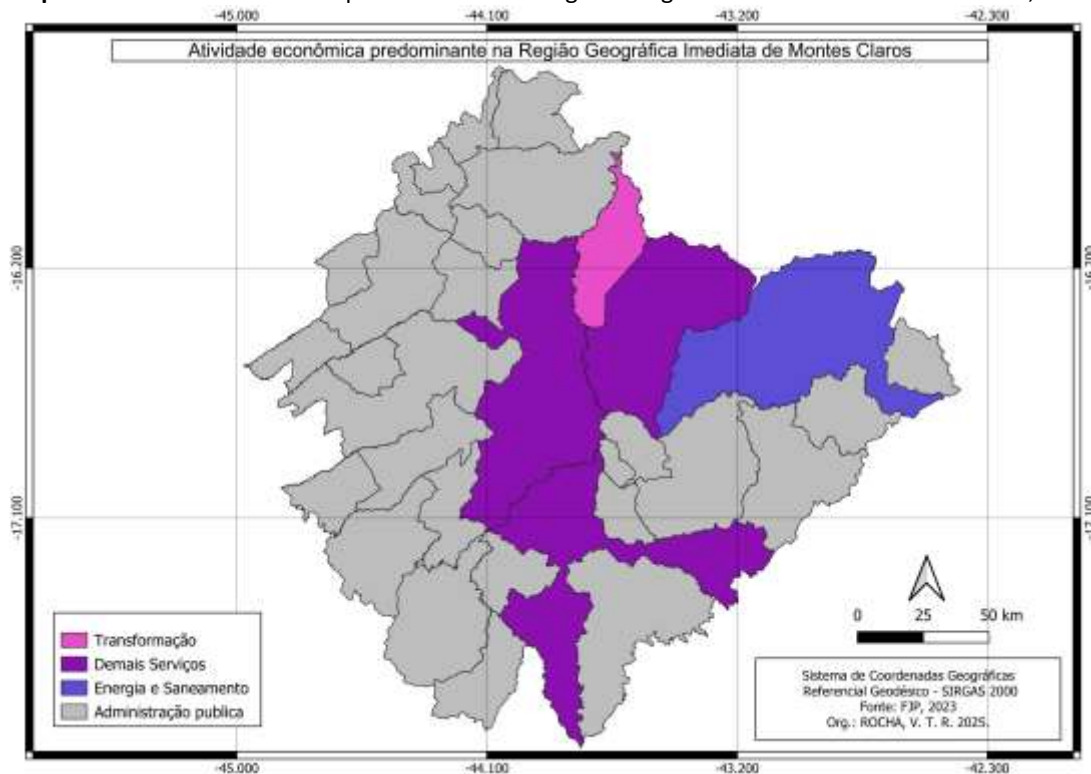 -45.000 -44.100 -43.200 -42.300
Atividade econômica predominante na Região Geográfica Imediata de Montes Claros
-16.200 -16.200
-17.100 -17.100
0 25 50 km
Transformação
Demais Serviços
Energia e Saneamento
Administração publica
Sistema de Coordenadas Geográficas
Referencial Geodésico - SIRGAS 2000
Fonte: FJP, 2023
Org.: ROCHA, V. T. R. 2025.
-45.000 -44.100 -43.200 -42.300